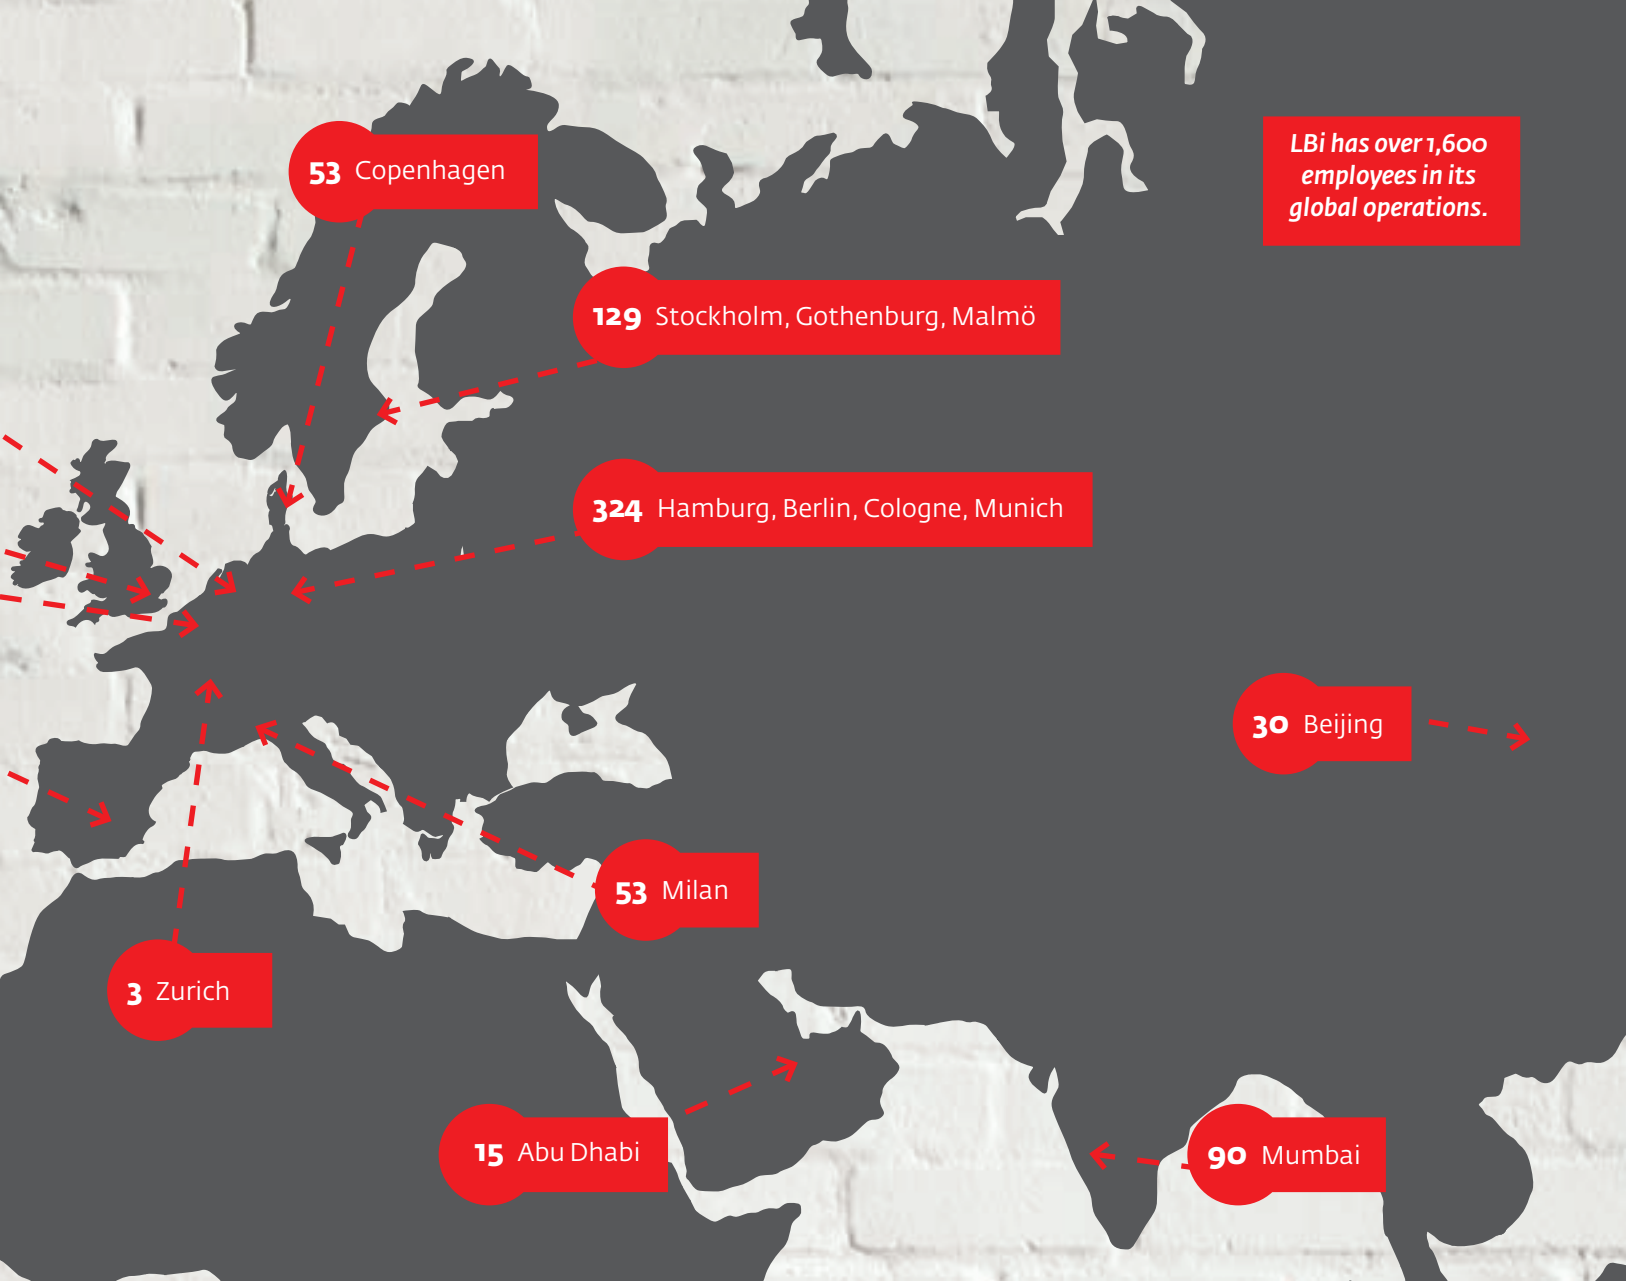 LBi has over 1,600
employees in its
global operations.
53 Copenhagen
129 Stockholm, Gothenburg, Malmö
324 Hamburg, Berlin, Cologne, Munich
30 Beijing
53 Milan
3 Zurich
15 Abu Dhabi
90 Mumbai